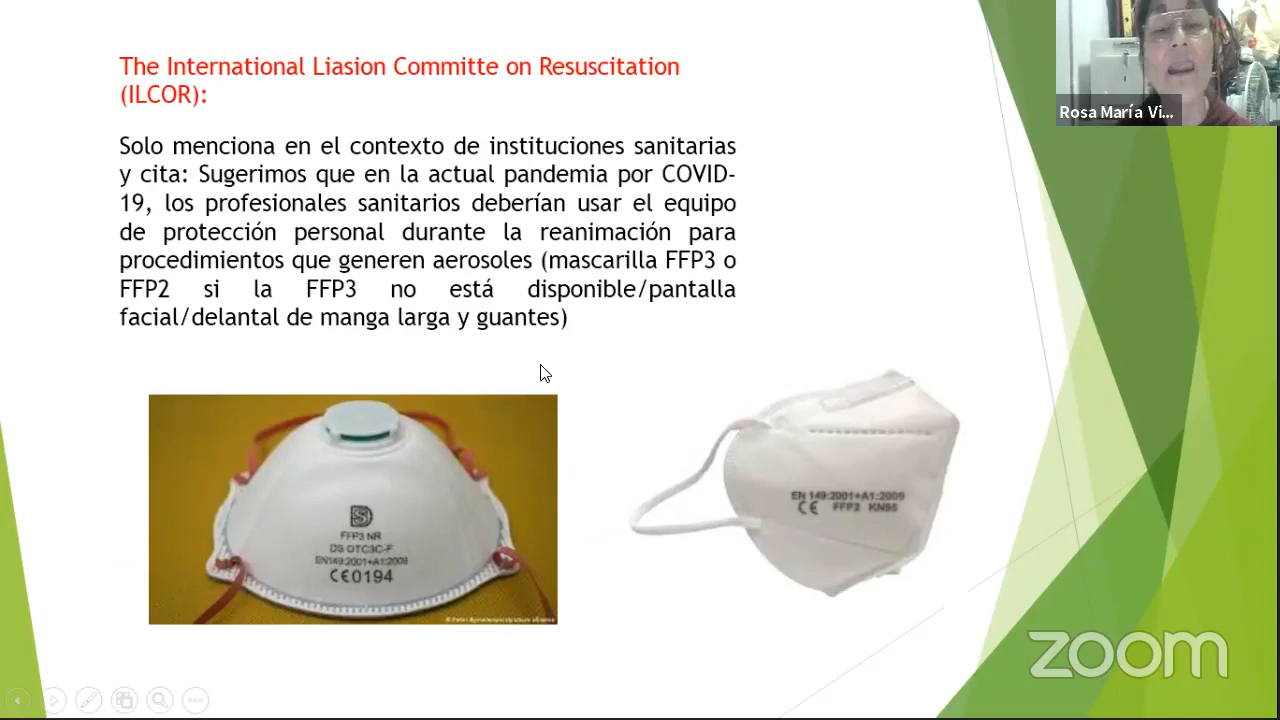 The International Liasion Committe on Resuscitation
(ILCOR):
Solo menciona en el contexto de instituciones sanitarias
y cita: Sugerimos que en la actual pandemia por COVID-
19, los profesionales sanitarios deberían usar el equipo
de protección personal durante la reanimación para
procedimientos que generen aerosoles (mascarilla FFP3 o
FFP2 si la FFP3 no está disponible/pantalla
facial/delantal de manga larga y guantes)
Rosa María Vi...
FFP3 NR
DS DTC3C-F
EN149:2001+A1:2009
CE0194
EN 149:2001+A1:2009
CE FFP2 KN95
zoom